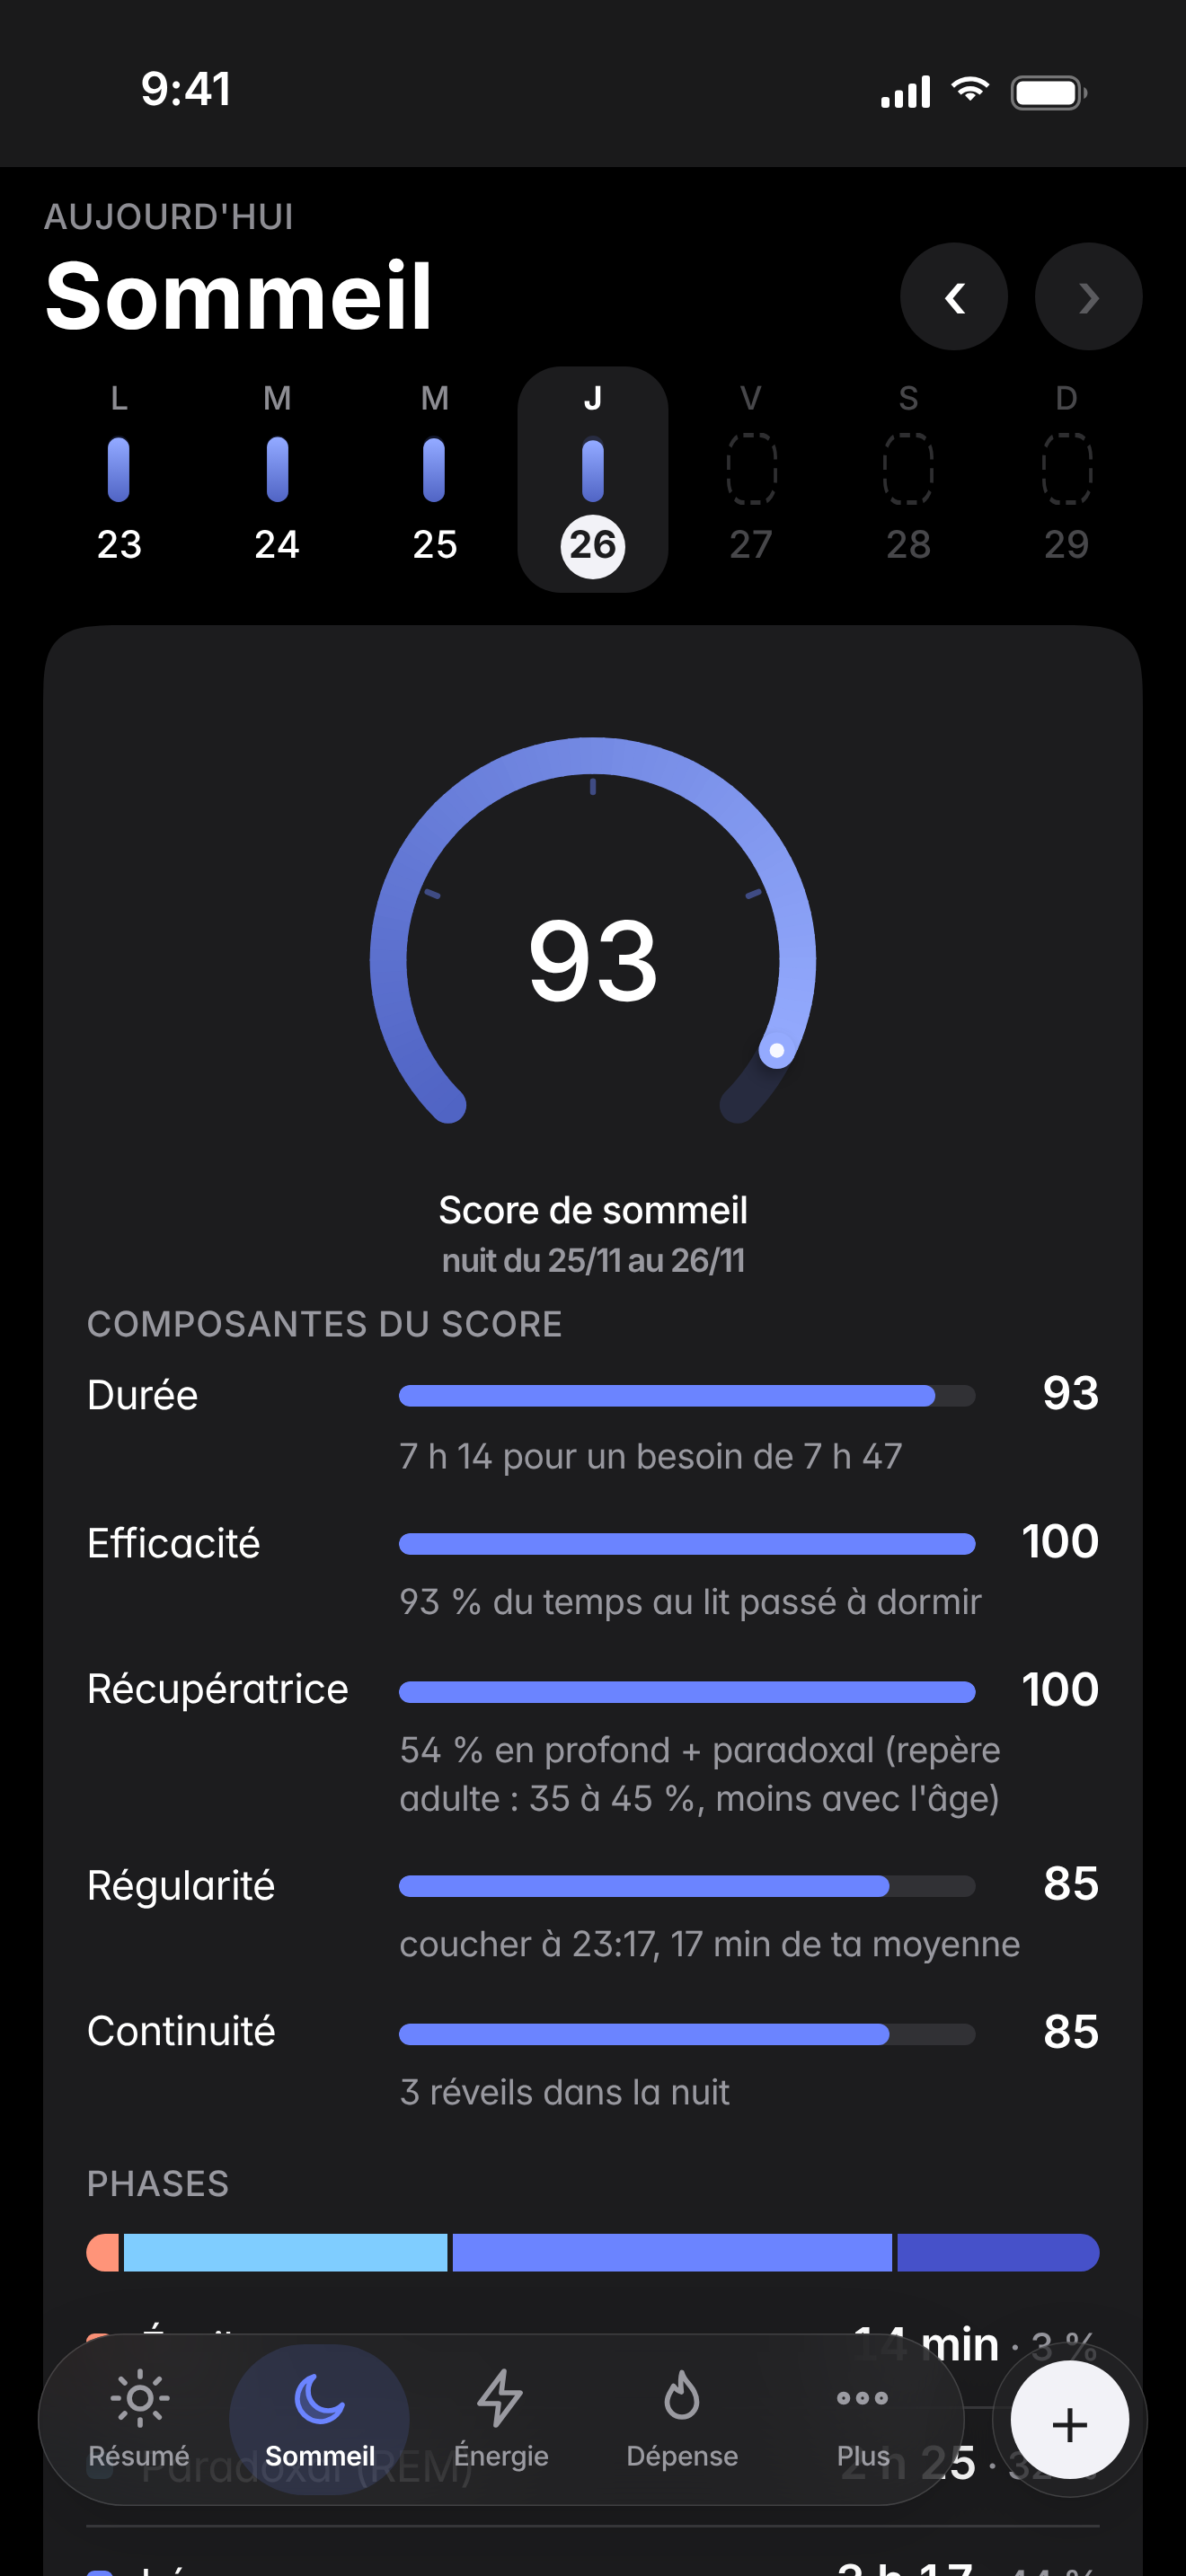 9:41
AUJOURD'HUI
Sommeil
L M M J V S D
23 24 25 26 27 28 29
93
Score de sommeil
nuit du 25/11 au 26/11
COMPOSANTES DU SCORE
Durée 93
7 h 14 pour un besoin de 7 h 47
Efficacité 100
93 % du temps au lit passé à dormir
Récupératrice 100
54 % en profond + paradoxal (repère
adulte : 35 à 45 %, moins avec l'âge)
Régularité 85
coucher à 23:17, 17 min de ta moyenne
Continuité 85
3 réveils dans la nuit
PHASES
14 min · 3 %
Paradoxal (REM) 2 h 25
Résumé Sommeil Énergie Dépense Plus